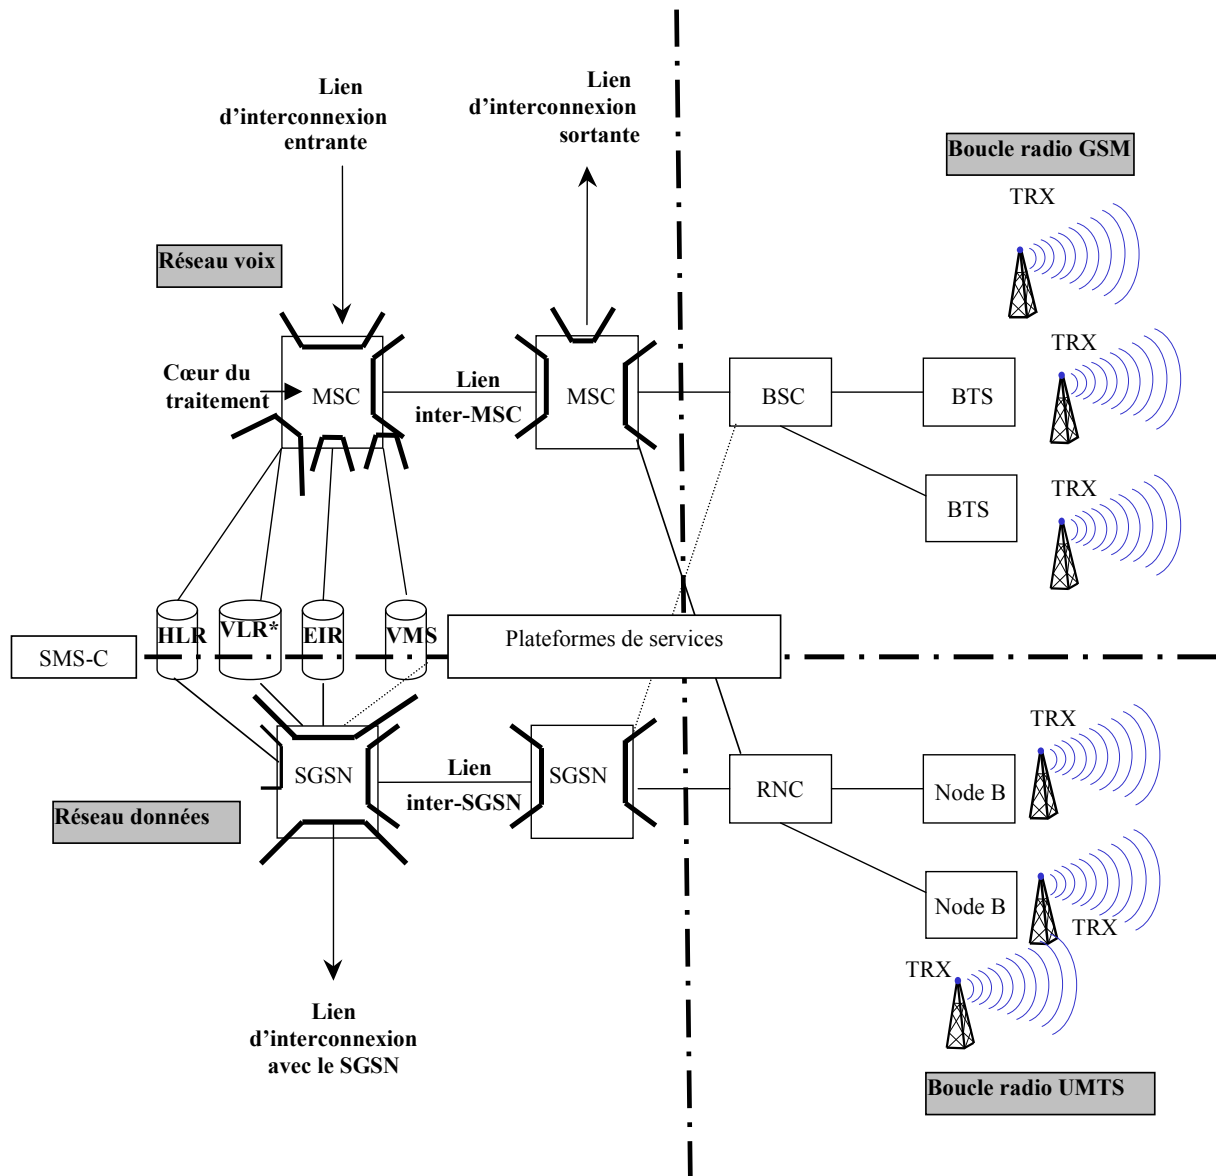 Lien
d’interconnexion
entrante
Lien
d’interconnexion
sortante
Boucle radio GSM
TRX
Réseau voix
TRX
Cœur du
traitement
MSC
Lien
inter-MSC
MSC
BSC
BTS
TRX
BTS
HLR
VLR*
EIR
VMS
Plateformes de services
SMS-C
TRX
SGSN
Lien
inter-SGSN
SGSN
RNC
Node B
Réseau données
Node B
TRX
TRX
Lien
d’interconnexion
avec le SGSN
Boucle radio UMTS